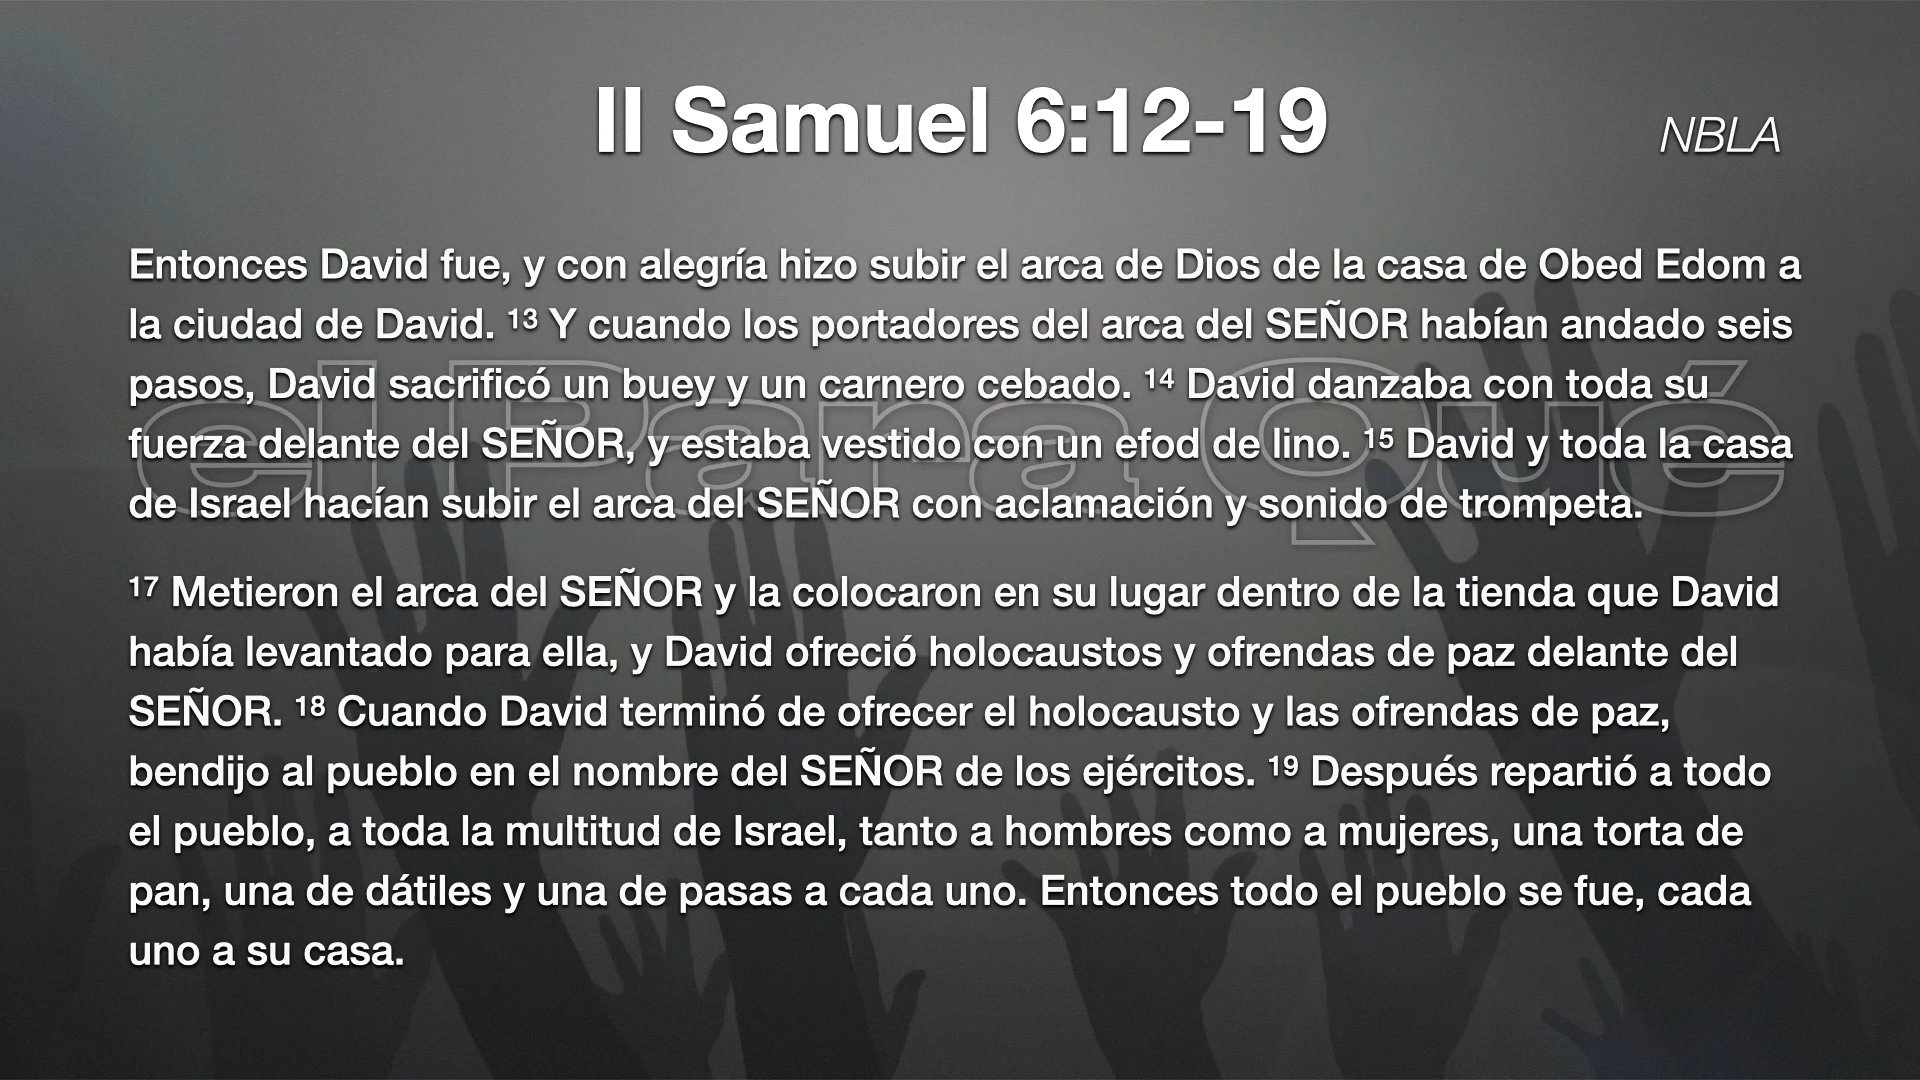 II Samuel 6:12-19
NBLA
Entonces David fue, y con alegría hizo subir el arca de Dios de la casa de Obed Edom a
la ciudad de David. 13 Y cuando los portadores del arca del SEÑOR habían andado seis
pasos, David sacrificó un buey y un carnero cebado. 14 David danzaba con toda su
fuerza delante del SEÑOR, y estaba vestido con un efod de lino. 15 David y toda la casa
de Israel hacían subir el arca del SEÑOR con aclamación y sonido de trompeta.
17 Metieron el arca del SEÑOR y la colocaron en su lugar dentro de la tienda que David
había levantado para ella, y David ofreció holocaustos y ofrendas de paz delante del
SEÑOR. 18 Cuando David terminó de ofrecer el holocausto y las ofrendas de paz,
bendijo al pueblo en el nombre del SEÑOR de los ejércitos. 19 Después repartió a todo
el pueblo, a toda la multitud de Israel, tanto a hombres como a mujeres, una torta de
pan, una de dátiles y una de pasas a cada uno. Entonces todo el pueblo se fue, cada
uno a su casa.
el Para Qué